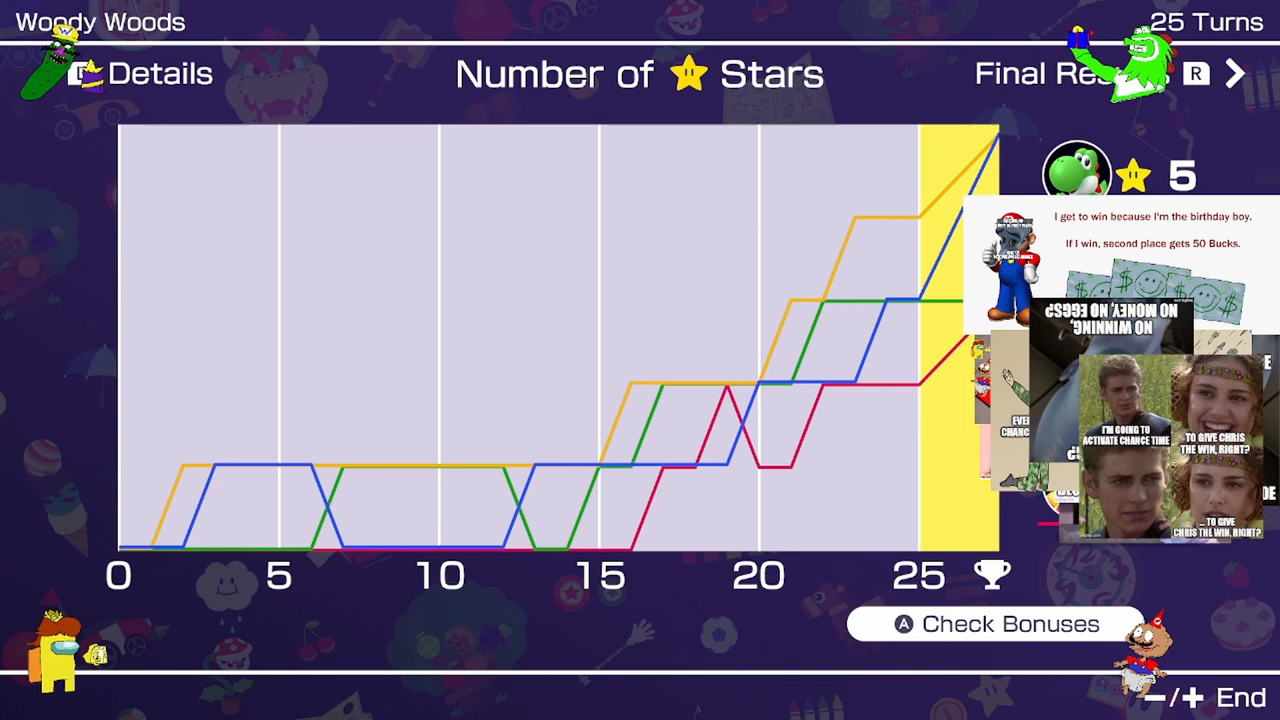 Woody Woods
25 Turns
Details
Number of Stars
Final Res
R
5
I get to win because I'm the birthday boy.
If I win, second place gets 50 Bucks.
NO WINNING,
NO MONEY, NO EGGS?
I'M GOING TO
ACTIVATE CHANCE TIME
TO GIVE CHRIS
THE WIN, RIGHT?
... TO GIVE
CHRIS THE WIN, RIGHT?
0 5 10 15 20 25
A Check Bonuses
−/+ End